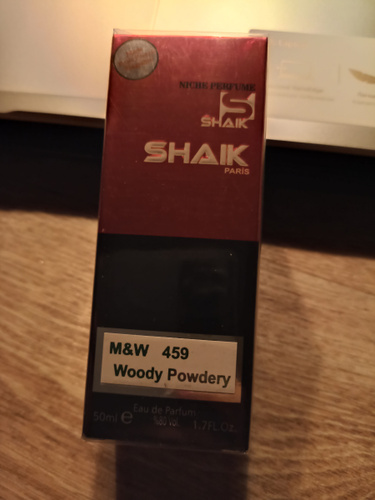 NICHE PERFUME
S
SHAIK
SHAIK
PARIS
M&W 459
Woody Powdery
Eau de Parfum
50ml e 1.7FL.Oz.